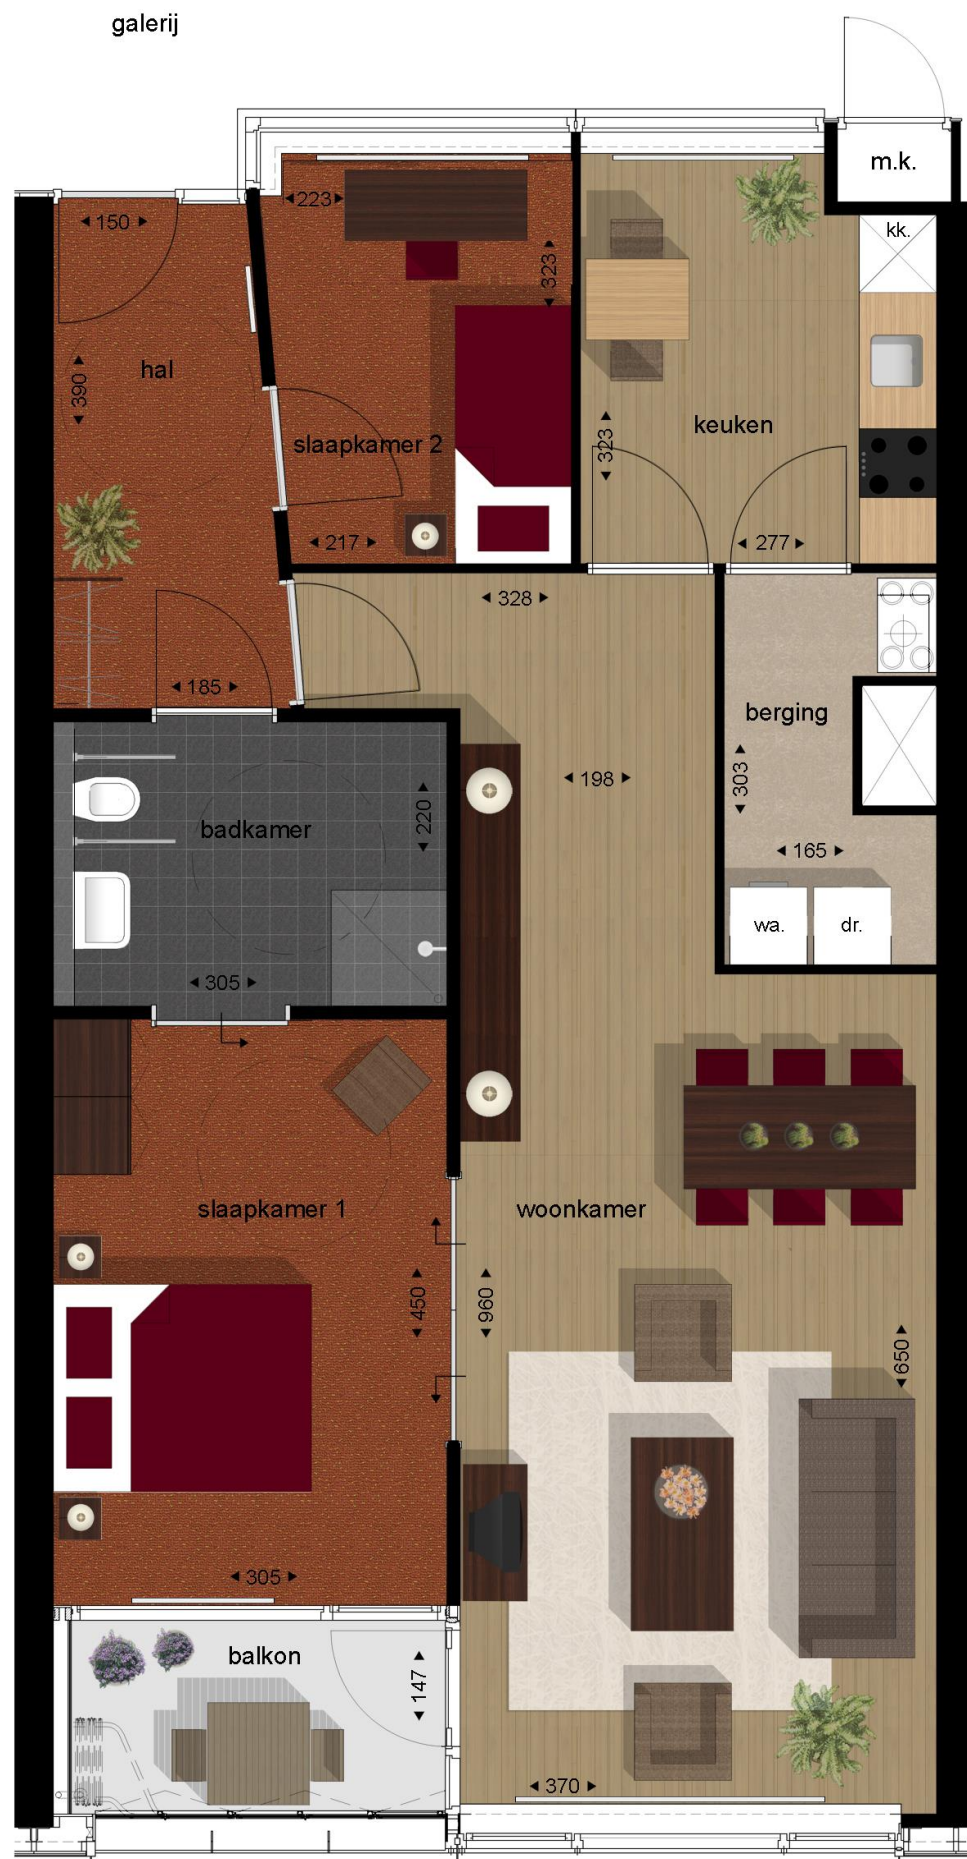 galerij
m.k.
150
223
kk.
323
hal
390
slaapkamer 2
keuken
323
217
277
328
185
berging
198
303
220
badkamer
165
wa.
dr.
305
slaapkamer 1
woonkamer
450
960
650
305
balkon
147
370